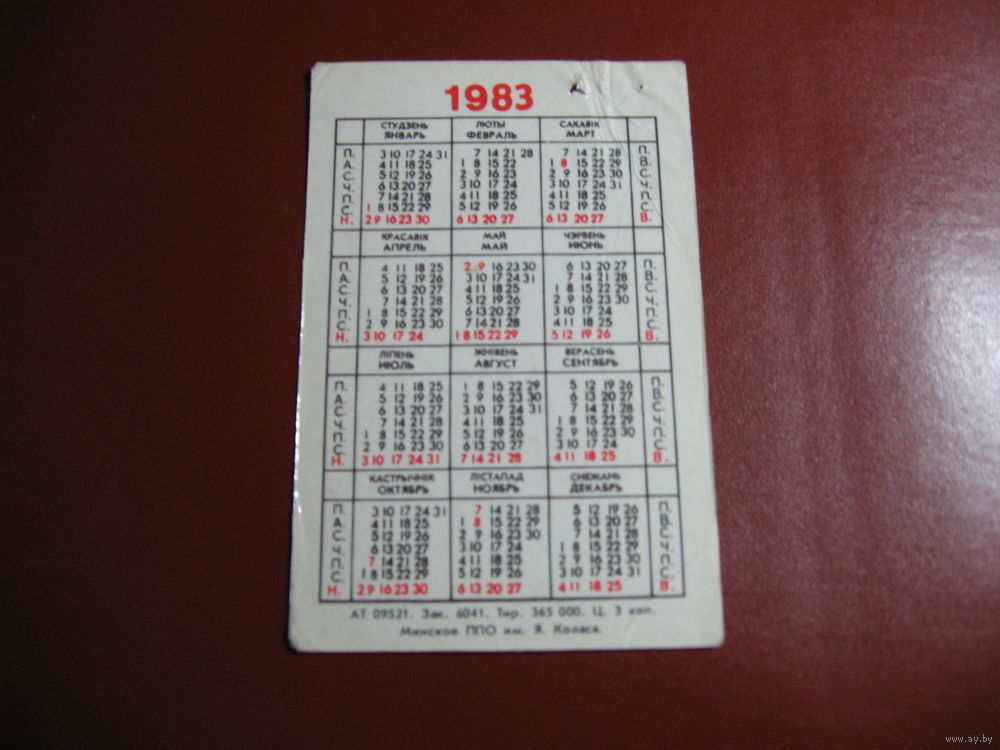 1983
СТУДЗЕНЬ ЛЮТЫ САКАВІК
ЯНВАРЬ ФЕВРАЛЬ МАРТ
П. 3 10 17 24 31 7 14 21 28 7 14 21 28 П.
А. 4 11 18 25 1 8 15 22 1 8 15 22 29 В.
С. 5 12 19 26 2 9 16 23 2 9 16 23 30 С.
Ч. 6 13 20 27 3 10 17 24 3 10 17 24 31 Ч.
П. 7 14 21 28 4 11 18 25 4 11 18 25 П.
С. 1 8 15 22 29 5 12 19 26 5 12 19 26 С.
Н. 2 9 16 23 30 6 13 20 27 6 13 20 27 В.
КРАСАВІК МАЙ ЧЭРВЕНЬ
АПРЕЛЬ МАЙ ИЮНЬ
П. 4 11 18 25 2 9 16 23 30 6 13 20 27 П.
А. 5 12 19 26 3 10 17 24 31 7 14 21 28 В.
С. 6 13 20 27 4 11 18 25 1 8 15 22 29 С.
Ч. 7 14 21 28 5 12 19 26 2 9 16 23 30 Ч.
П. 1 8 15 22 29 6 13 20 27 3 10 17 24 П.
С. 2 9 16 23 30 7 14 21 28 4 11 18 25 С.
Н. 3 10 17 24 1 8 15 22 29 5 12 19 26 В.
ЛІПЕНЬ ЖНІВЕНЬ ВЕРАСЕНЬ
ИЮЛЬ АВГУСТ СЕНТЯБРЬ
П. 4 11 18 25 1 8 15 22 29 5 12 19 26 П.
А. 5 12 19 26 2 9 16 23 30 6 13 20 27 В.
С. 6 13 20 27 3 10 17 24 31 7 14 21 28 С.
Ч. 7 14 21 28 4 11 18 25 1 8 15 22 29 Ч.
П. 1 8 15 22 29 5 12 19 26 2 9 16 23 30 П.
С. 2 9 16 23 30 6 13 20 27 3 10 17 24 С.
Н. 3 10 17 24 31 7 14 21 28 4 11 18 25 В.
КАСТРЫЧНІК ЛІСТАПАД СНЕЖАНЬ
ОКТЯБРЬ НОЯБРЬ ДЕКАБРЬ
П. 3 10 17 24 31 7 14 21 28 5 12 19 26 П.
А. 4 11 18 25 1 8 15 22 29 6 13 20 27 В.
С. 5 12 19 26 2 9 16 23 30 7 14 21 28 С.
Ч. 6 13 20 27 3 10 17 24 1 8 15 22 29 Ч.
П. 7 14 21 28 4 11 18 25 2 9 16 23 30 П.
С. 1 8 15 22 29 5 12 19 26 3 10 17 24 31 С.
Н. 2 9 16 23 30 6 13 20 27 4 11 18 25 В.
АТ 09521. Зак. 6041. Тир. 365 000. Ц. 3 коп.
Минское ППО им. Я. Коласа.
www.ay.by